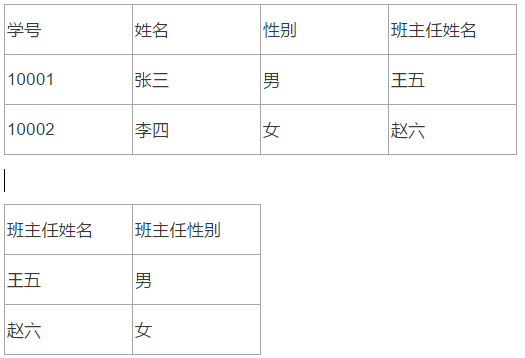 学号 姓名 性别 班主任姓名
10001 张三 男 王五
10002 李四 女 赵六
班主任姓名 班主任性别
王五 男
赵六 女